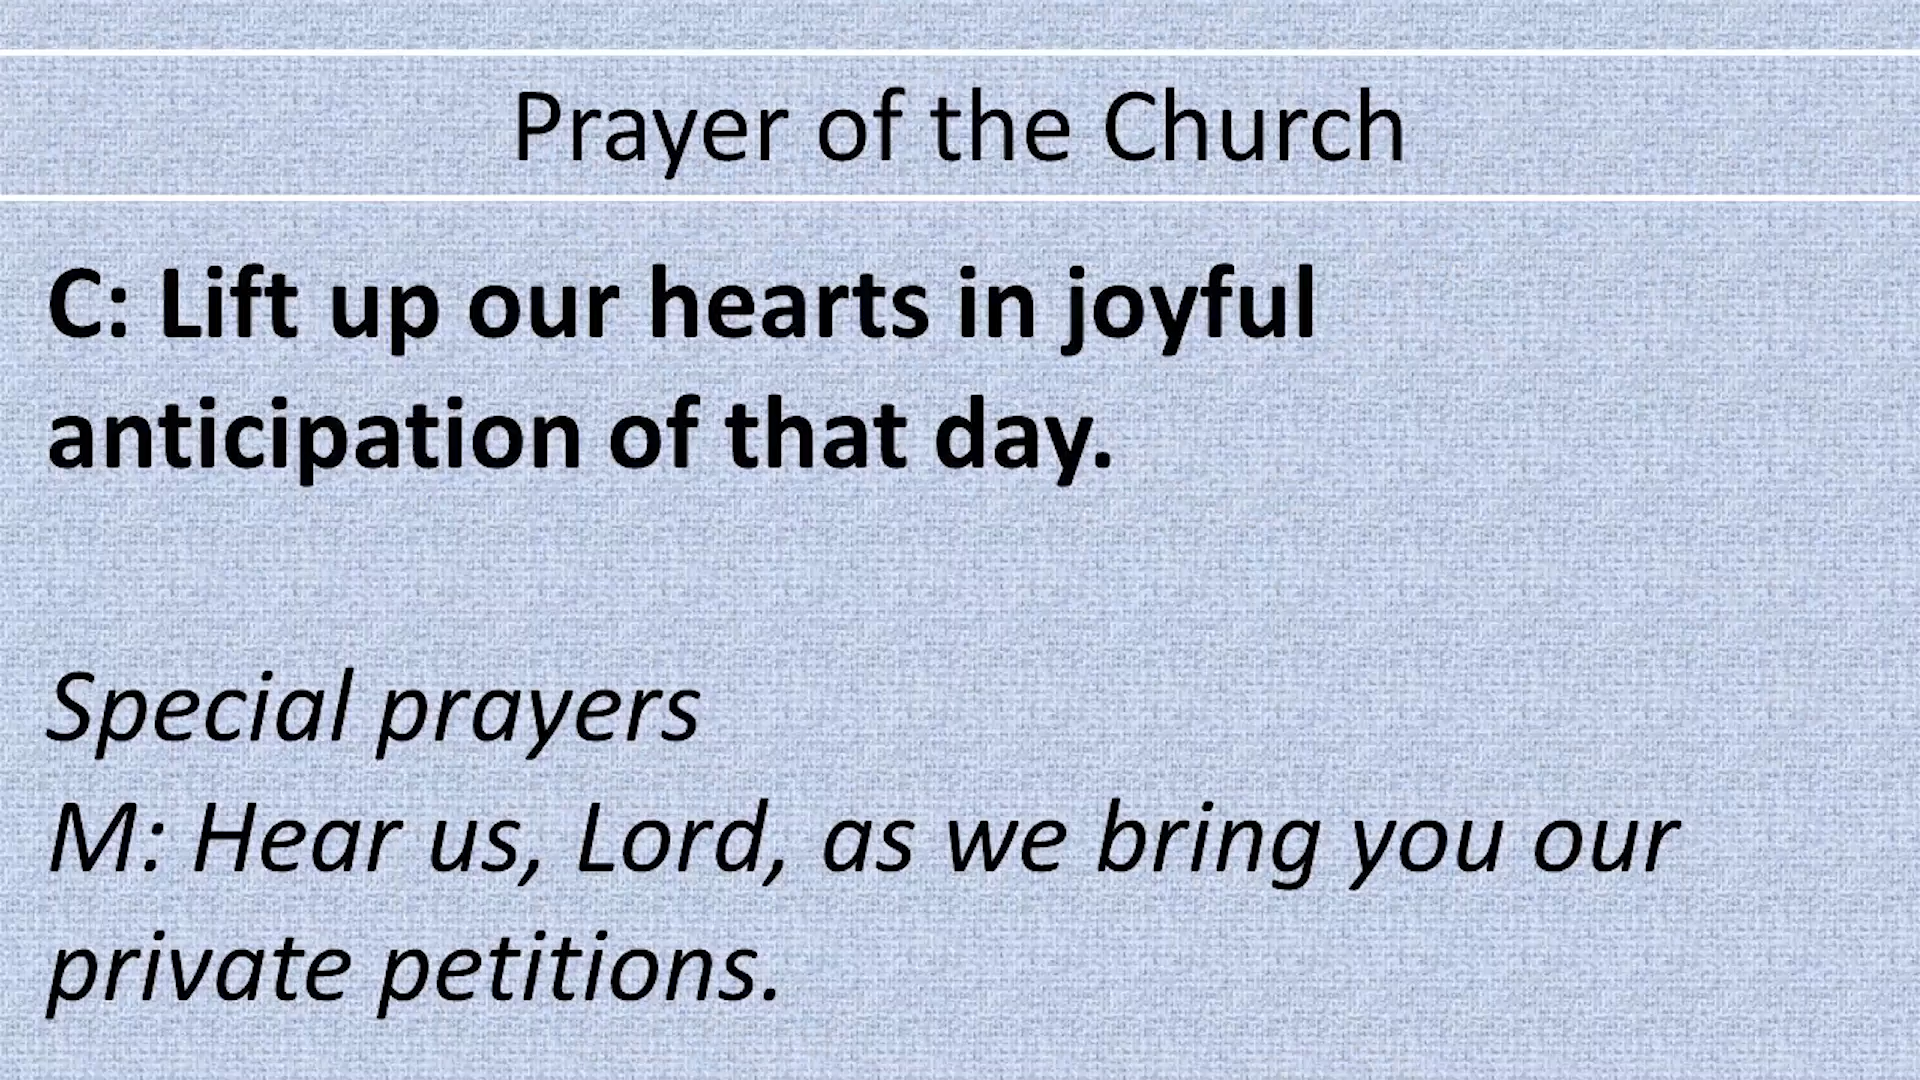 Prayer of the Church
C: Lift up our hearts in joyful
anticipation of that day.
Special prayers
M: Hear us, Lord, as we bring you our
private petitions.